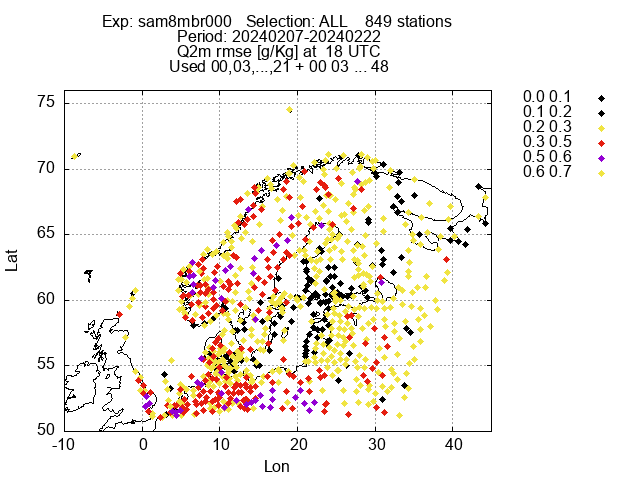 Exp: sam8mbr000 Selection: ALL 849 stations
Period: 20240207-20240222
Q2m rmse [g/Kg] at 18 UTC
Used 00,03,...,21 + 00 03 ... 48
0.0 0.1
0.1 0.2
0.2 0.3
0.3 0.5
0.5 0.6
0.6 0.7
75
70
65
60
55
50
Lat
-10 0 10 20 30 40
Lon